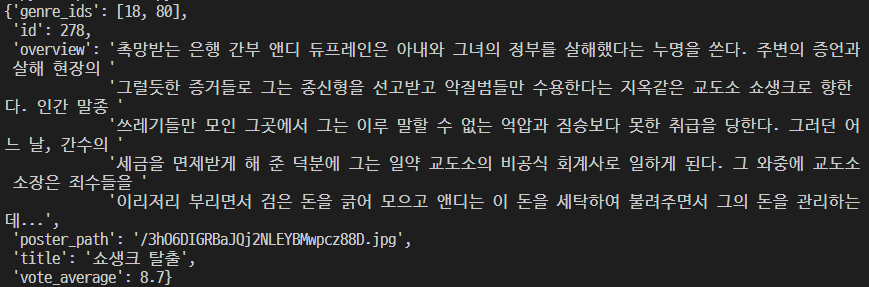 {'genre_ids': [18, 80],
 'id': 278,
 'overview': '촉망받는 은행 간부 앤디 듀프레인은 아내와 그녀의 정부를 살해했다는 누명을 쓴다. 주변의 증언과
 살해 현장의 '
             '그럴듯한 증거들로 그는 종신형을 선고받고 악질범들만 수용한다는 지옥같은 교도소 쇼생크로 향한
다. 인간 말종 '
             '쓰레기들만 모인 그곳에서 그는 이루 말할 수 없는 억압과 짐승보다 못한 취급을 당한다. 그러던 어
느 날, 간수의 '
             '세금을 면제받게 해 준 덕분에 그는 일약 교도소의 비공식 회계사로 일하게 된다. 그 와중에 교도소
 소장은 죄수들을 '
             '이리저리 부리면서 검은 돈을 긁어 모으고 앤디는 이 돈을 세탁하여 불려주면서 그의 돈을 관리하는
데...',
 'poster_path': '/3hO6DIGRBaJQj2NLEYBMwpcz88D.jpg',
 'title': '쇼생크 탈출',
 'vote_average': 8.7}